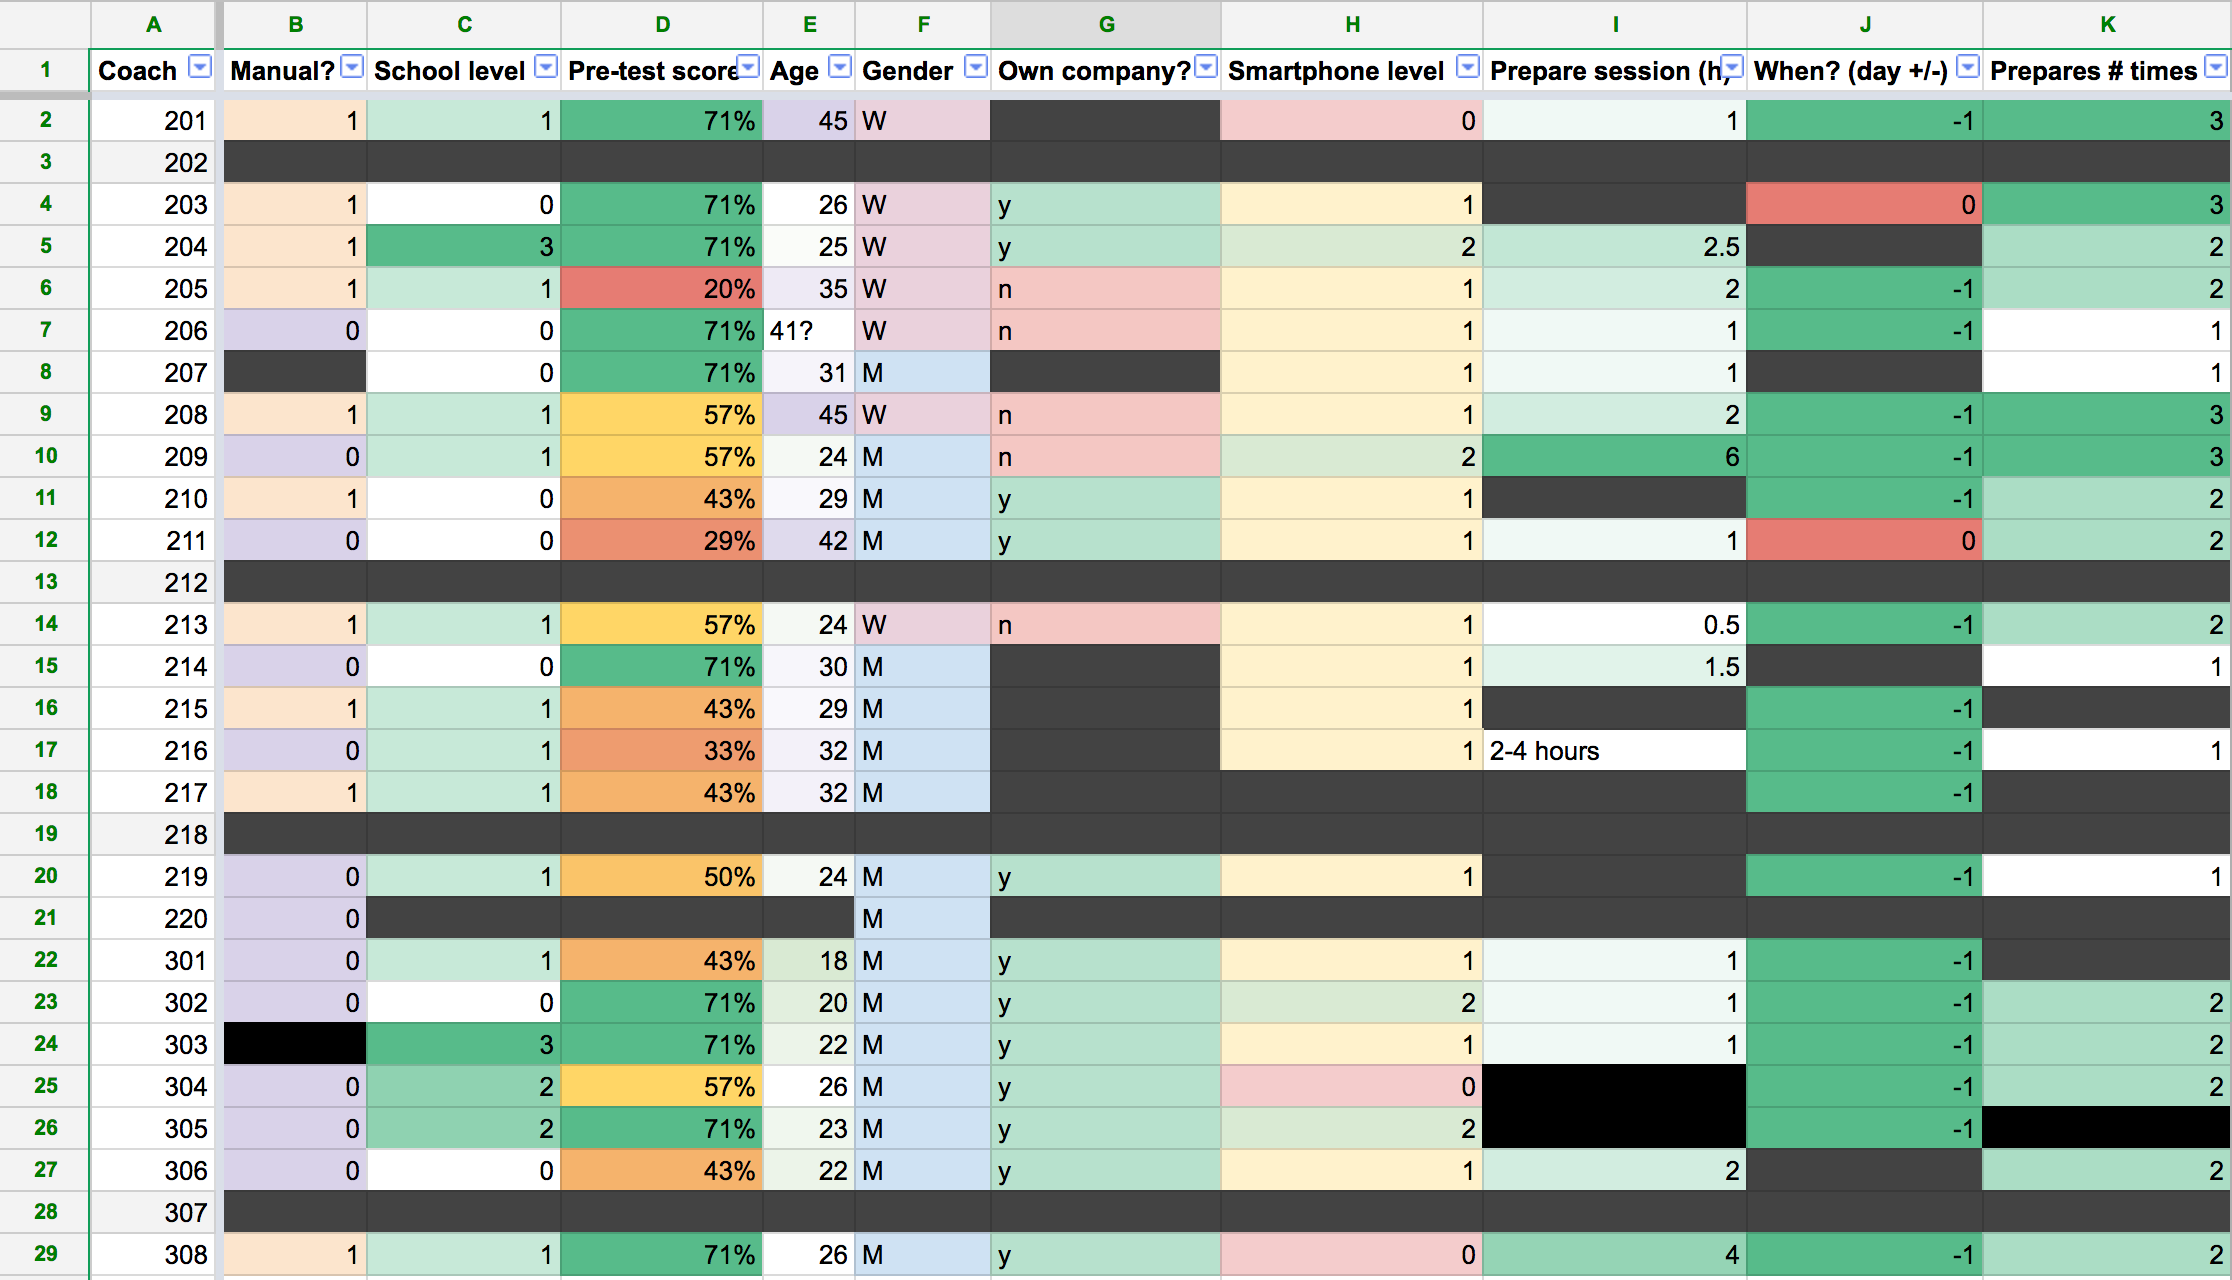 A B C D E F G H I J K
1 Coach Manual? School level Pre-test score Age Gender Own company? Smartphone level Prepare session (h) When? (day +/-) Prepares # times
2 201 1 1 71% 45 W 0 1 -1 3
3 202
4 203 1 0 71% 26 W y 1 0 3
5 204 1 3 71% 25 W y 2 2.5 2
6 205 1 1 20% 35 W n 1 2 -1 2
7 206 0 0 71% 41? W n 1 1 -1 1
8 207 0 71% 31 M 1 1 1
9 208 1 1 57% 45 W n 1 2 -1 3
10 209 0 1 57% 24 M n 2 6 -1 3
11 210 1 0 43% 29 M y 1 -1 2
12 211 0 0 29% 42 M y 1 1 0 2
13 212
14 213 1 1 57% 24 W n 1 0.5 -1 2
15 214 0 0 71% 30 M 1 1.5 1
16 215 1 1 43% 29 M 1 -1
17 216 0 1 33% 32 M 1 2-4 hours -1 1
18 217 1 1 43% 32 M -1
19 218
20 219 0 1 50% 24 M y 1 -1 1
21 220 0 M
22 301 0 1 43% 18 M y 1 1 -1
23 302 0 0 71% 20 M y 2 1 -1 2
24 303 3 71% 22 M y 1 1 -1 2
25 304 0 2 57% 26 M y 0 -1 2
26 305 0 2 71% 23 M y 2 -1
27 306 0 0 43% 22 M y 1 2 2
28 307
29 308 1 1 71% 26 M y 0 4 -1 2